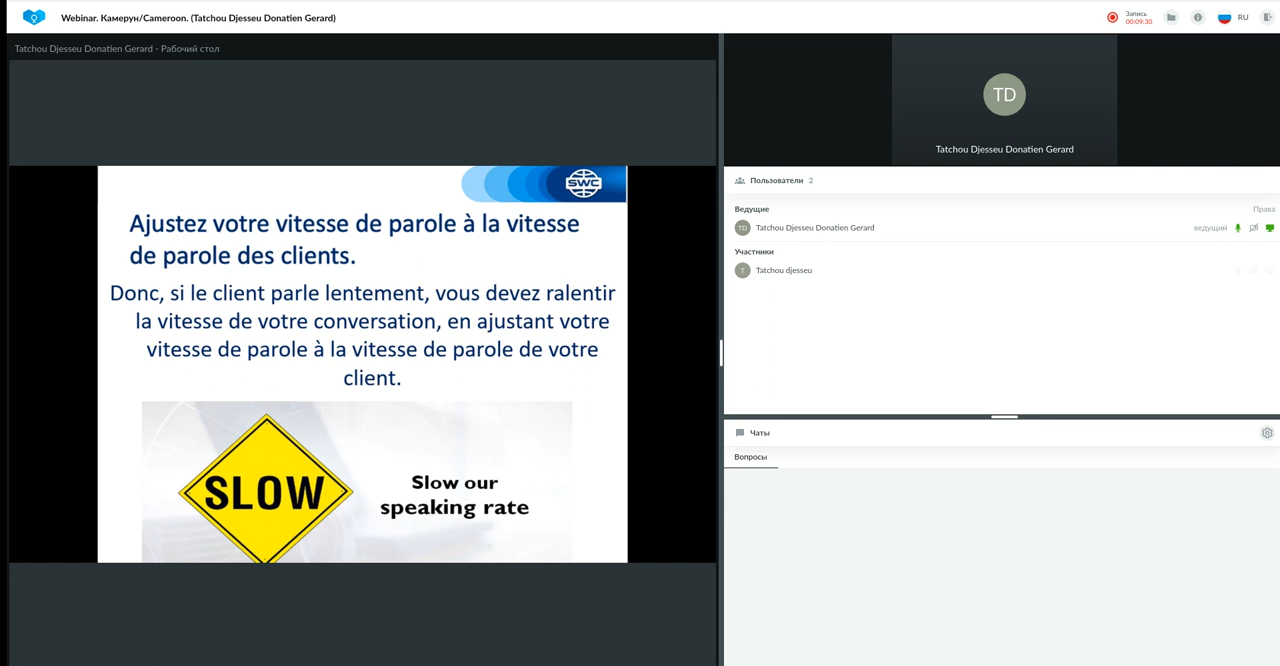 Webinar. Камерун/Cameroon. (Tatchou Djesseu Donatien Gerard)
Запись
00:09:30
RU
Tatchou Djesseu Donatien Gerard - Рабочий стол
SWC
Ajustez votre vitesse de parole à la vitesse
de parole des clients.
Donc, si le client parle lentement, vous devez ralentir
la vitesse de votre conversation, en ajustant votre
vitesse de parole à la vitesse de parole de votre
client.
SLOW
Slow our
speaking rate
TD
Tatchou Djesseu Donatien Gerard
Пользователи 2
Ведущие Права
TD Tatchou Djesseu Donatien Gerard ведущий
Участники
T Tatchou djesseu
Чаты
Вопросы